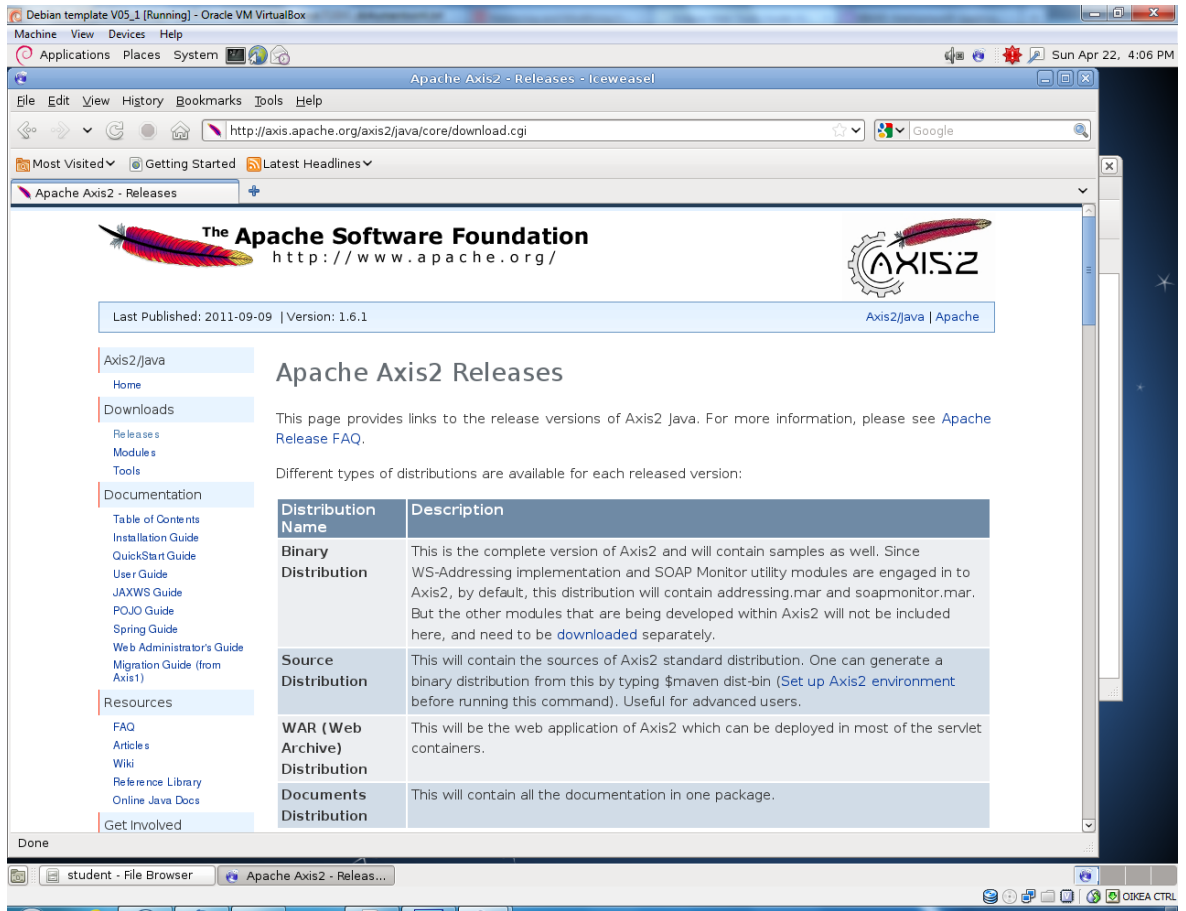 Debian template V05_1 [Running] - Oracle VM VirtualBox
Machine View Devices Help
Applications Places System
Sun Apr 22, 4:06 PM
Apache Axis2 - Releases - Iceweasel
File Edit View History Bookmarks Tools Help
http://axis.apache.org/axis2/java/core/download.cgi
Google
Most Visited Getting Started Latest Headlines
Apache Axis2 - Releases
The Apache Software Foundation
http://www.apache.org/
AXIS2
Last Published: 2011-09-09 | Version: 1.6.1
Axis2/Java | Apache
Axis2/Java
Home
Downloads
Releases
Modules
Tools
Documentation
Table of Contents
Installation Guide
QuickStart Guide
User Guide
JAXWS Guide
POJO Guide
Spring Guide
Web Administrator's Guide
Migration Guide (from
Axis1)
Resources
FAQ
Articles
Wiki
Reference Library
Online Java Docs
Get Involved
Apache Axis2 Releases
This page provides links to the release versions of Axis2 Java. For more information, please see Apache
Release FAQ.
Different types of distributions are available for each released version:
Distribution
Name
Description
Binary
Distribution
This is the complete version of Axis2 and will contain samples as well. Since
WS-Addressing implementation and SOAP Monitor utility modules are engaged in to
Axis2, by default, this distribution will contain addressing.mar and soapmonitor.mar.
But the other modules that are being developed within Axis2 will not be included
here, and need to be downloaded separately.
Source
Distribution
This will contain the sources of Axis2 standard distribution. One can generate a
binary distribution from this by typing $maven dist-bin (Set up Axis2 environment
before running this command). Useful for advanced users.
WAR (Web
Archive)
Distribution
This will be the web application of Axis2 which can be deployed in most of the servlet
containers.
Documents
Distribution
This will contain all the documentation in one package.
Done
student - File Browser
Apache Axis2 - Releas...
OIKEA CTRL